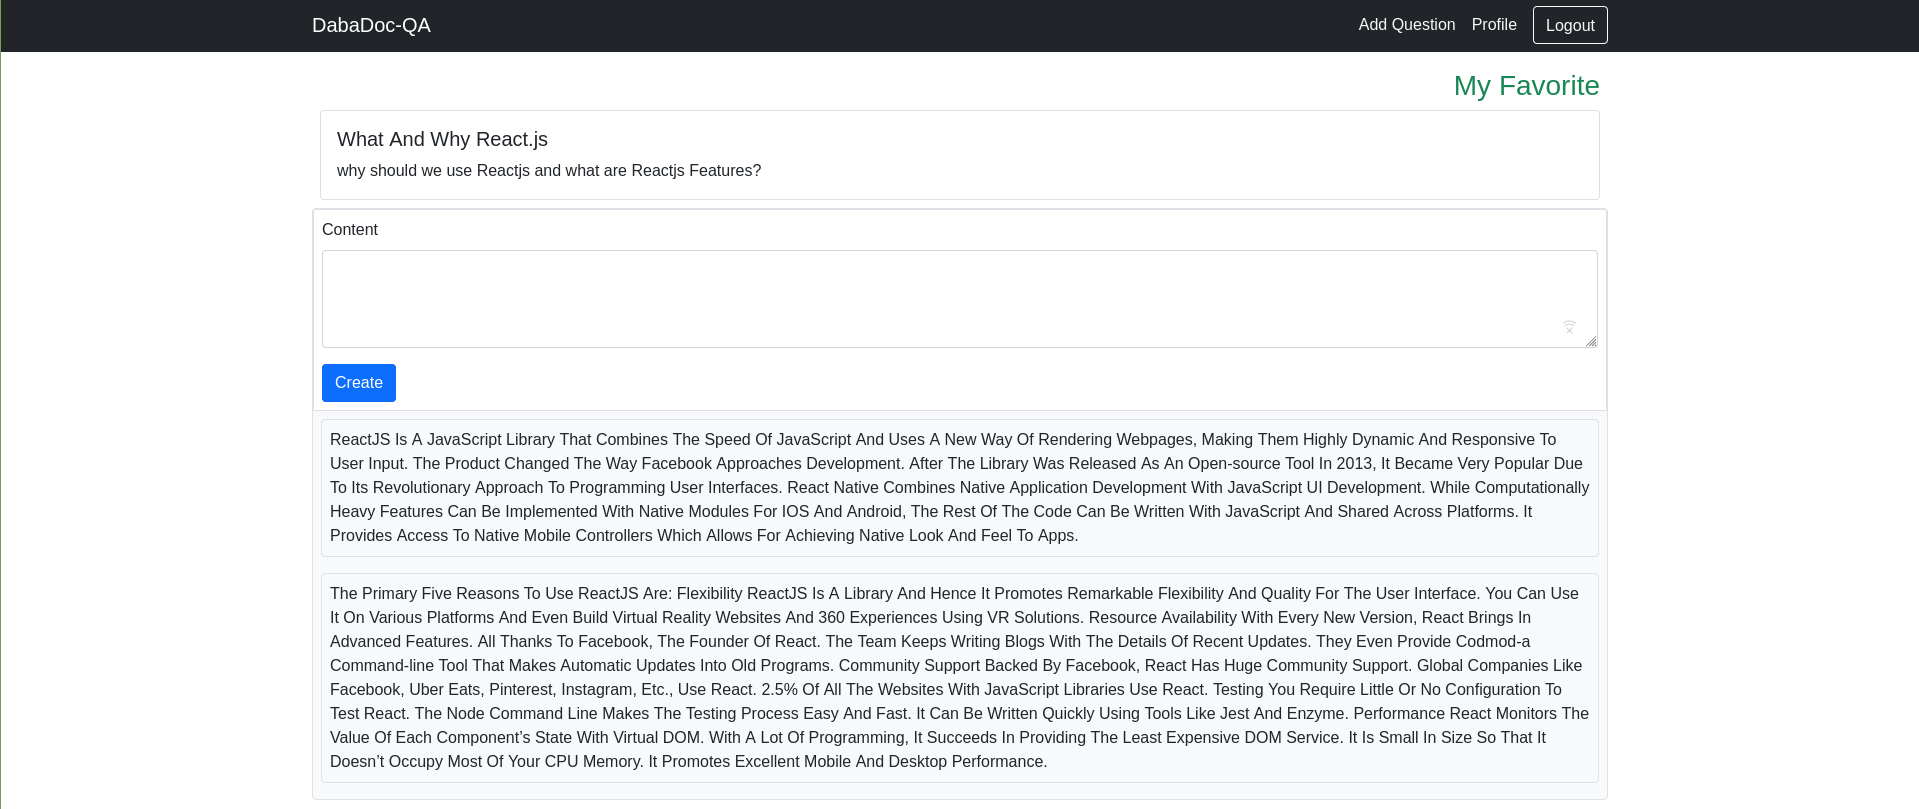 DabaDoc-QA
Add Question
Profile
Logout
My Favorite
What And Why React.js
why should we use Reactjs and what are Reactjs Features?
Content
Create
ReactJS Is A JavaScript Library That Combines The Speed Of JavaScript And Uses A New Way Of Rendering Webpages, Making Them Highly Dynamic And Responsive To
User Input. The Product Changed The Way Facebook Approaches Development. After The Library Was Released As An Open-source Tool In 2013, It Became Very Popular Due
To Its Revolutionary Approach To Programming User Interfaces. React Native Combines Native Application Development With JavaScript UI Development. While Computationally
Heavy Features Can Be Implemented With Native Modules For IOS And Android, The Rest Of The Code Can Be Written With JavaScript And Shared Across Platforms. It
Provides Access To Native Mobile Controllers Which Allows For Achieving Native Look And Feel To Apps.
The Primary Five Reasons To Use ReactJS Are: Flexibility ReactJS Is A Library And Hence It Promotes Remarkable Flexibility And Quality For The User Interface. You Can Use
It On Various Platforms And Even Build Virtual Reality Websites And 360 Experiences Using VR Solutions. Resource Availability With Every New Version, React Brings In
Advanced Features. All Thanks To Facebook, The Founder Of React. The Team Keeps Writing Blogs With The Details Of Recent Updates. They Even Provide Codmod-a
Command-line Tool That Makes Automatic Updates Into Old Programs. Community Support Backed By Facebook, React Has Huge Community Support. Global Companies Like
Facebook, Uber Eats, Pinterest, Instagram, Etc., Use React. 2.5% Of All The Websites With JavaScript Libraries Use React. Testing You Require Little Or No Configuration To
Test React. The Node Command Line Makes The Testing Process Easy And Fast. It Can Be Written Quickly Using Tools Like Jest And Enzyme. Performance React Monitors The
Value Of Each Component’s State With Virtual DOM. With A Lot Of Programming, It Succeeds In Providing The Least Expensive DOM Service. It Is Small In Size So That It
Doesn’t Occupy Most Of Your CPU Memory. It Promotes Excellent Mobile And Desktop Performance.